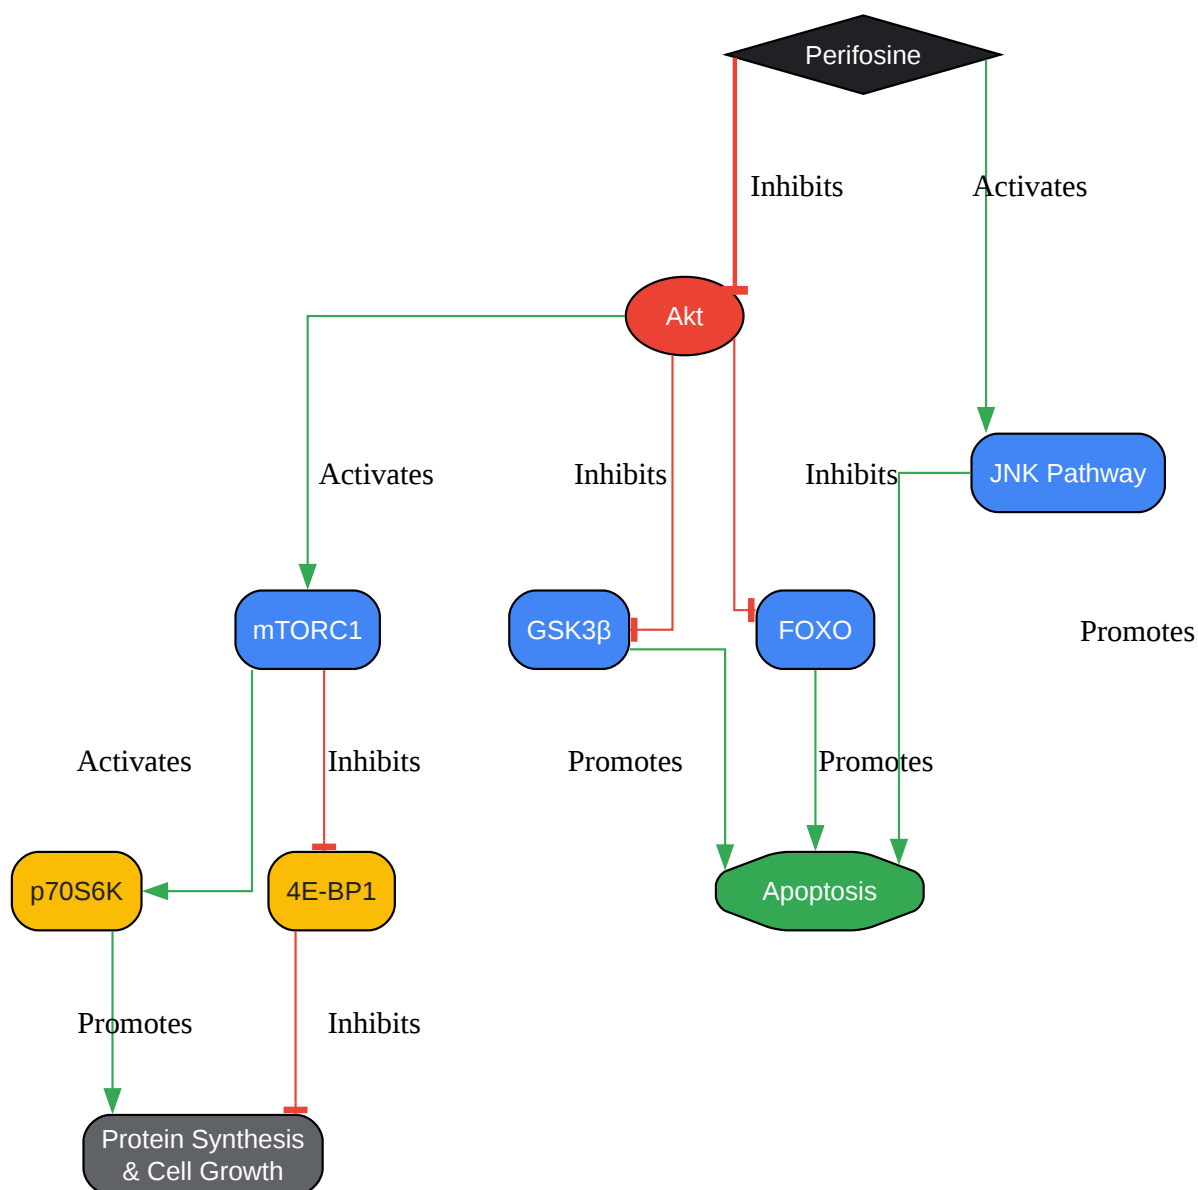 Perifosine
Inhibits
Activates
Akt
Activates
Inhibits
Inhibits
JNK Pathway
mTORC1
GSK3β
FOXO
Promotes
Activates
Inhibits
Promotes
Promotes
p70S6K
4E-BP1
Apoptosis
Promotes
Inhibits
Protein Synthesis
& Cell Growth